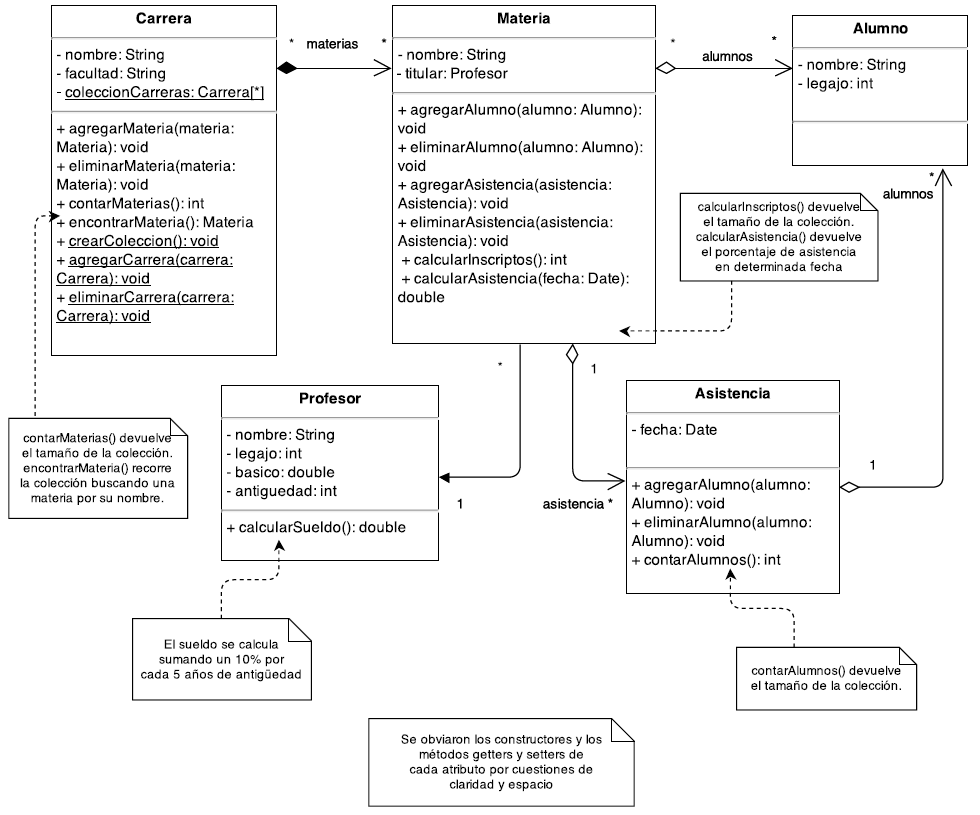 Carrera
- nombre: String
- facultad: String
- coleccionCarreras: Carrera[*]
+ agregarMateria(materia:
Materia): void
+ eliminarMateria(materia:
Materia): void
+ contarMaterias(): int
+ encontrarMateria(): Materia
+ crearColeccion(): void
+ agregarCarrera(carrera:
Carrera): void
+ eliminarCarrera(carrera:
Carrera): void
*
materias
*
Materia
- nombre: String
- titular: Profesor
+ agregarAlumno(alumno: Alumno):
void
+ eliminarAlumno(alumno: Alumno):
void
+ agregarAsistencia(asistencia:
Asistencia): void
+ eliminarAsistencia(asistencia:
Asistencia): void
+ calcularInscriptos(): int
+ calcularAsistencia(fecha: Date):
double
*
alumnos
*
Alumno
- nombre: String
- legajo: int
*
alumnos
calcularInscriptos() devuelve
el tamaño de la colección.
calcularAsistencia() devuelve
el porcentaje de asistencia
en determinada fecha
*
1
1
asistencia *
1
Profesor
- nombre: String
- legajo: int
- basico: double
- antiguedad: int
+ calcularSueldo(): double
Asistencia
- fecha: Date
+ agregarAlumno(alumno:
Alumno): void
+ eliminarAlumno(alumno:
Alumno): void
+ contarAlumnos(): int
contarMaterias() devuelve
el tamaño de la colección.
encontrarMateria() recorre
la colección buscando una
materia por su nombre.
El sueldo se calcula
sumando un 10% por
cada 5 años de antigüedad
contarAlumnos() devuelve
el tamaño de la colección.
Se obviaron los constructores y los
métodos getters y setters de
cada atributo por cuestiones de
claridad y espacio